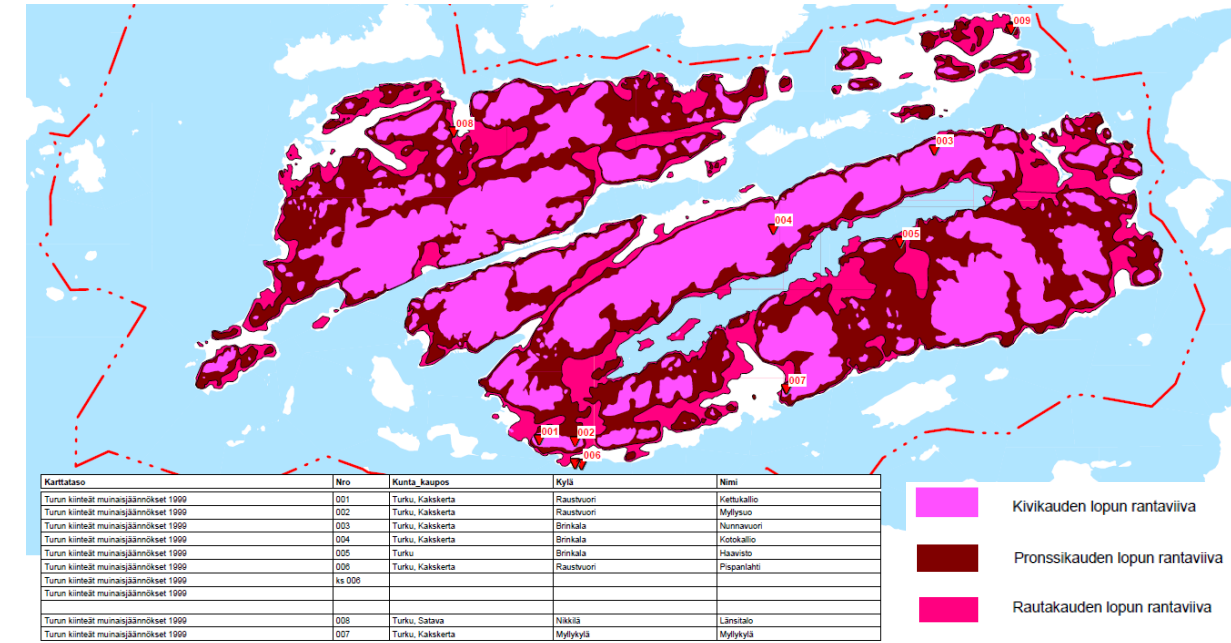 009
008
003
004
005
007
001
002
006
Karttataso Nro Kunta_kaupos Kylä Nimi
Turun kiinteät muinaisjäännökset 1999 001 Turku, Kakskerta Raustvuori Kettukallio
Turun kiinteät muinaisjäännökset 1999 002 Turku, Kakskerta Raustvuori Myllysuo
Turun kiinteät muinaisjäännökset 1999 003 Turku, Kakskerta Brinkala Nunnavuori
Turun kiinteät muinaisjäännökset 1999 004 Turku, Kakskerta Brinkala Kotokallio
Turun kiinteät muinaisjäännökset 1999 005 Turku Brinkala Haavisto
Turun kiinteät muinaisjäännökset 1999 006 Turku, Kakskerta Raustvuori Pispanlahti
Turun kiinteät muinaisjäännökset 1999 ks 006
Turun kiinteät muinaisjäännökset 1999
Turun kiinteät muinaisjäännökset 1999 008 Turku, Satava Nikkilä Länsitalo
Turun kiinteät muinaisjäännökset 1999 007 Turku, Kakskerta Myllykylä Myllykylä
Kivikauden lopun rantaviiva
Pronssikauden lopun rantaviiva
Rautakauden lopun rantaviiva